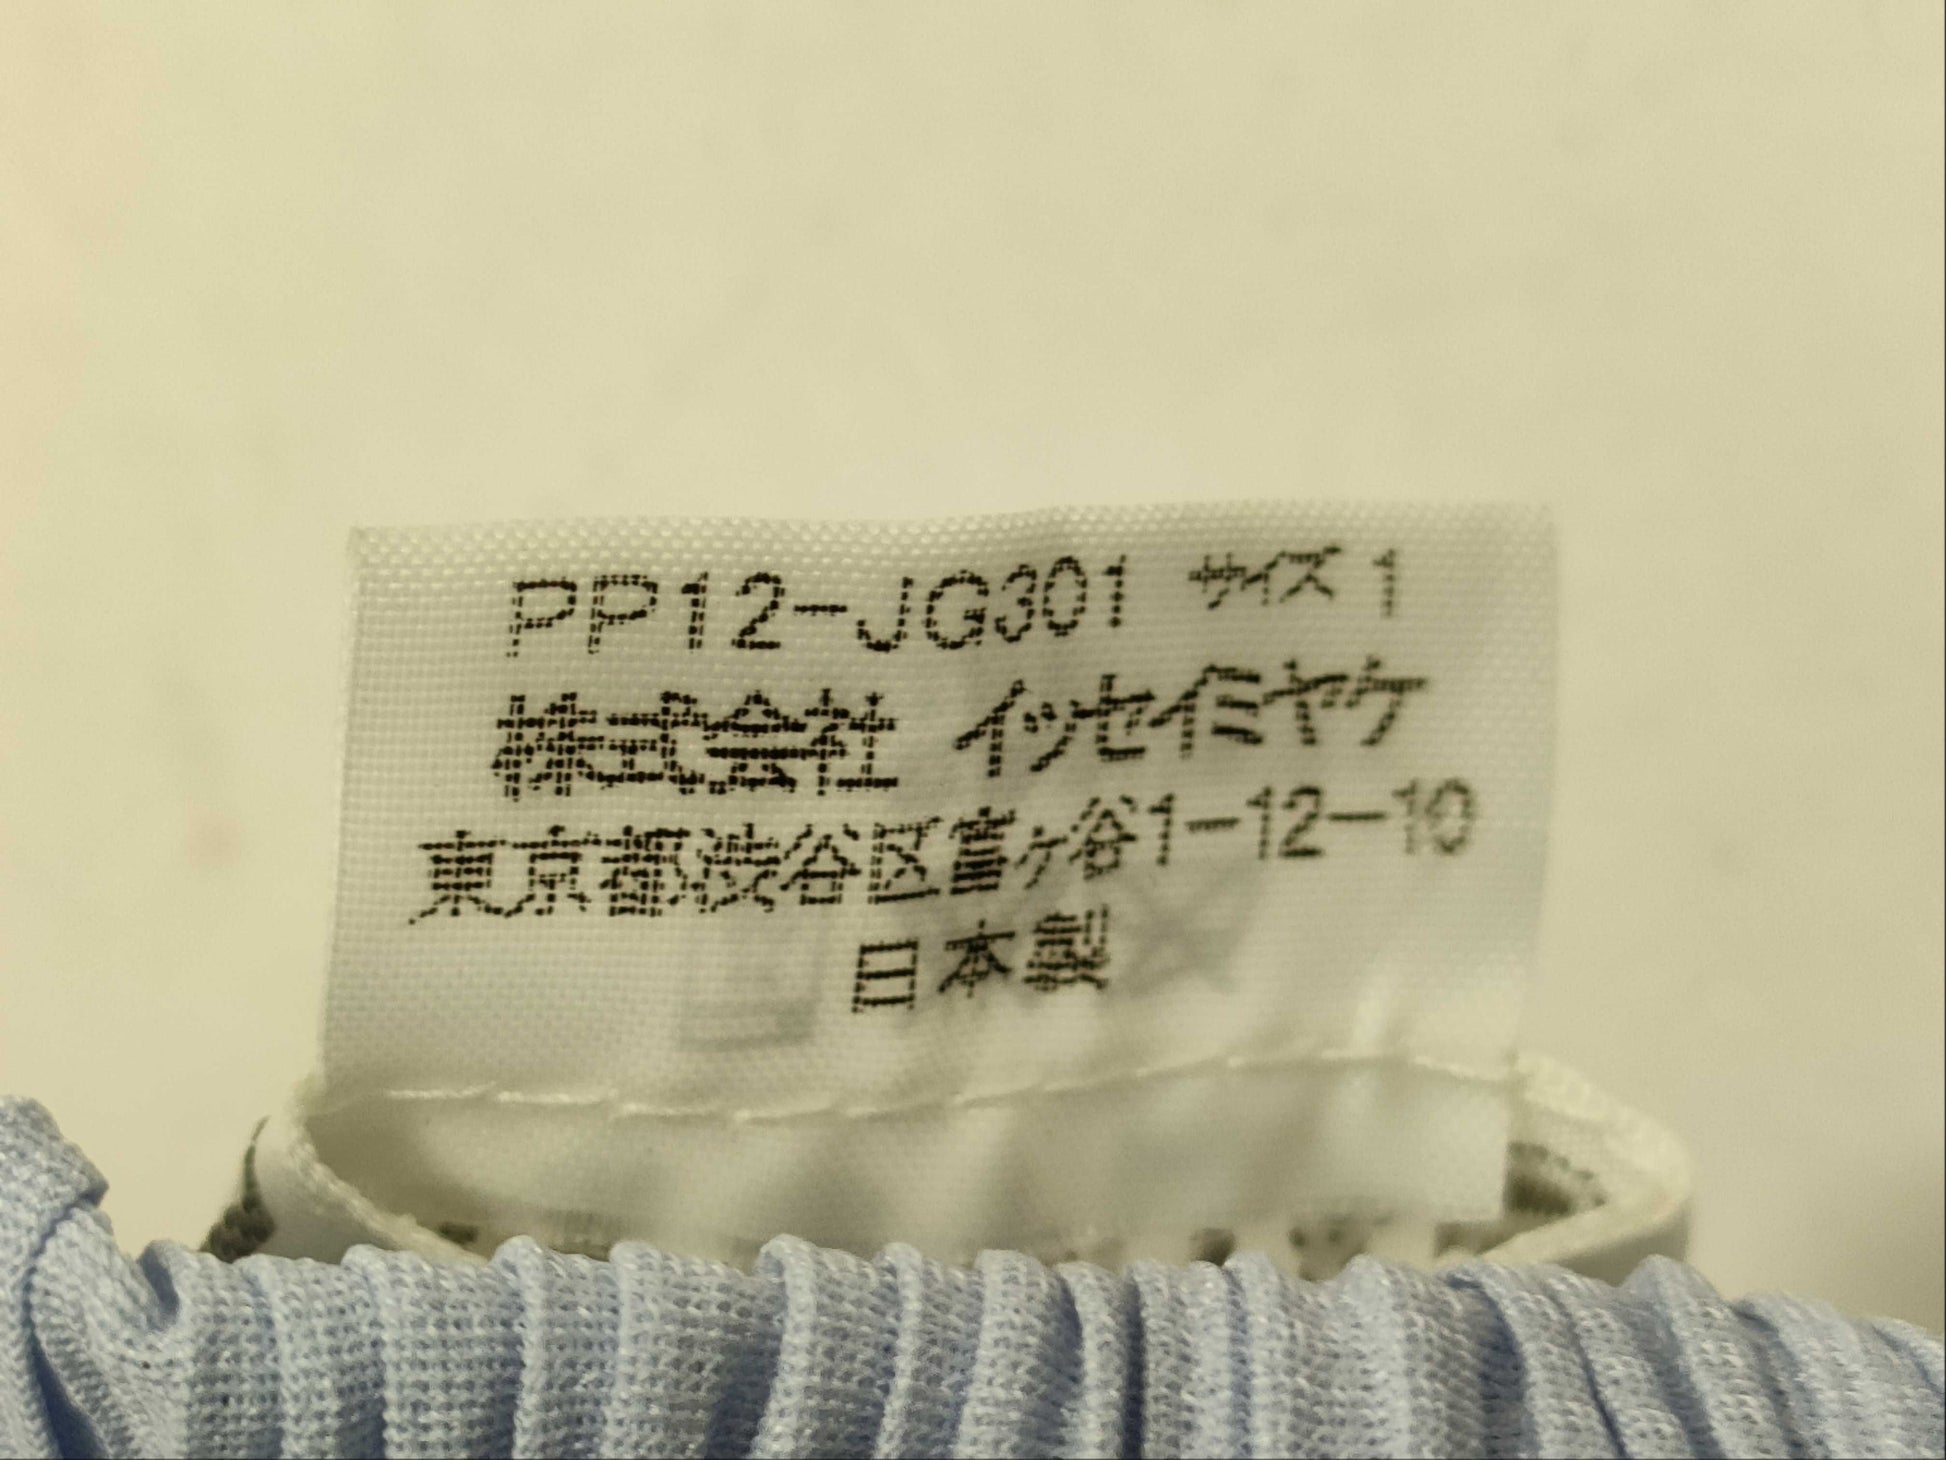 PP12-JG301 サイズ 1
株式会社 イッセイミヤケ
東京都渋谷区富ヶ谷1-12-10
日本製